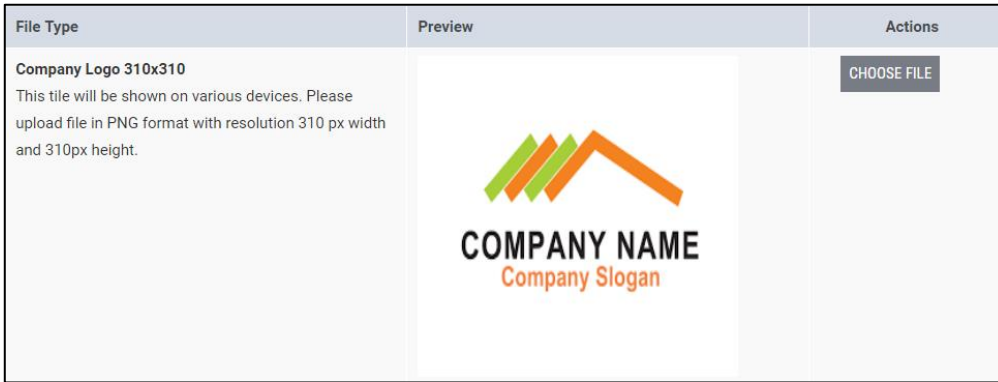 File Type
Preview
Actions
Company Logo 310x310
This tile will be shown on various devices. Please
upload file in PNG format with resolution 310 px width
and 310px height.
COMPANY NAME
Company Slogan
CHOOSE FILE